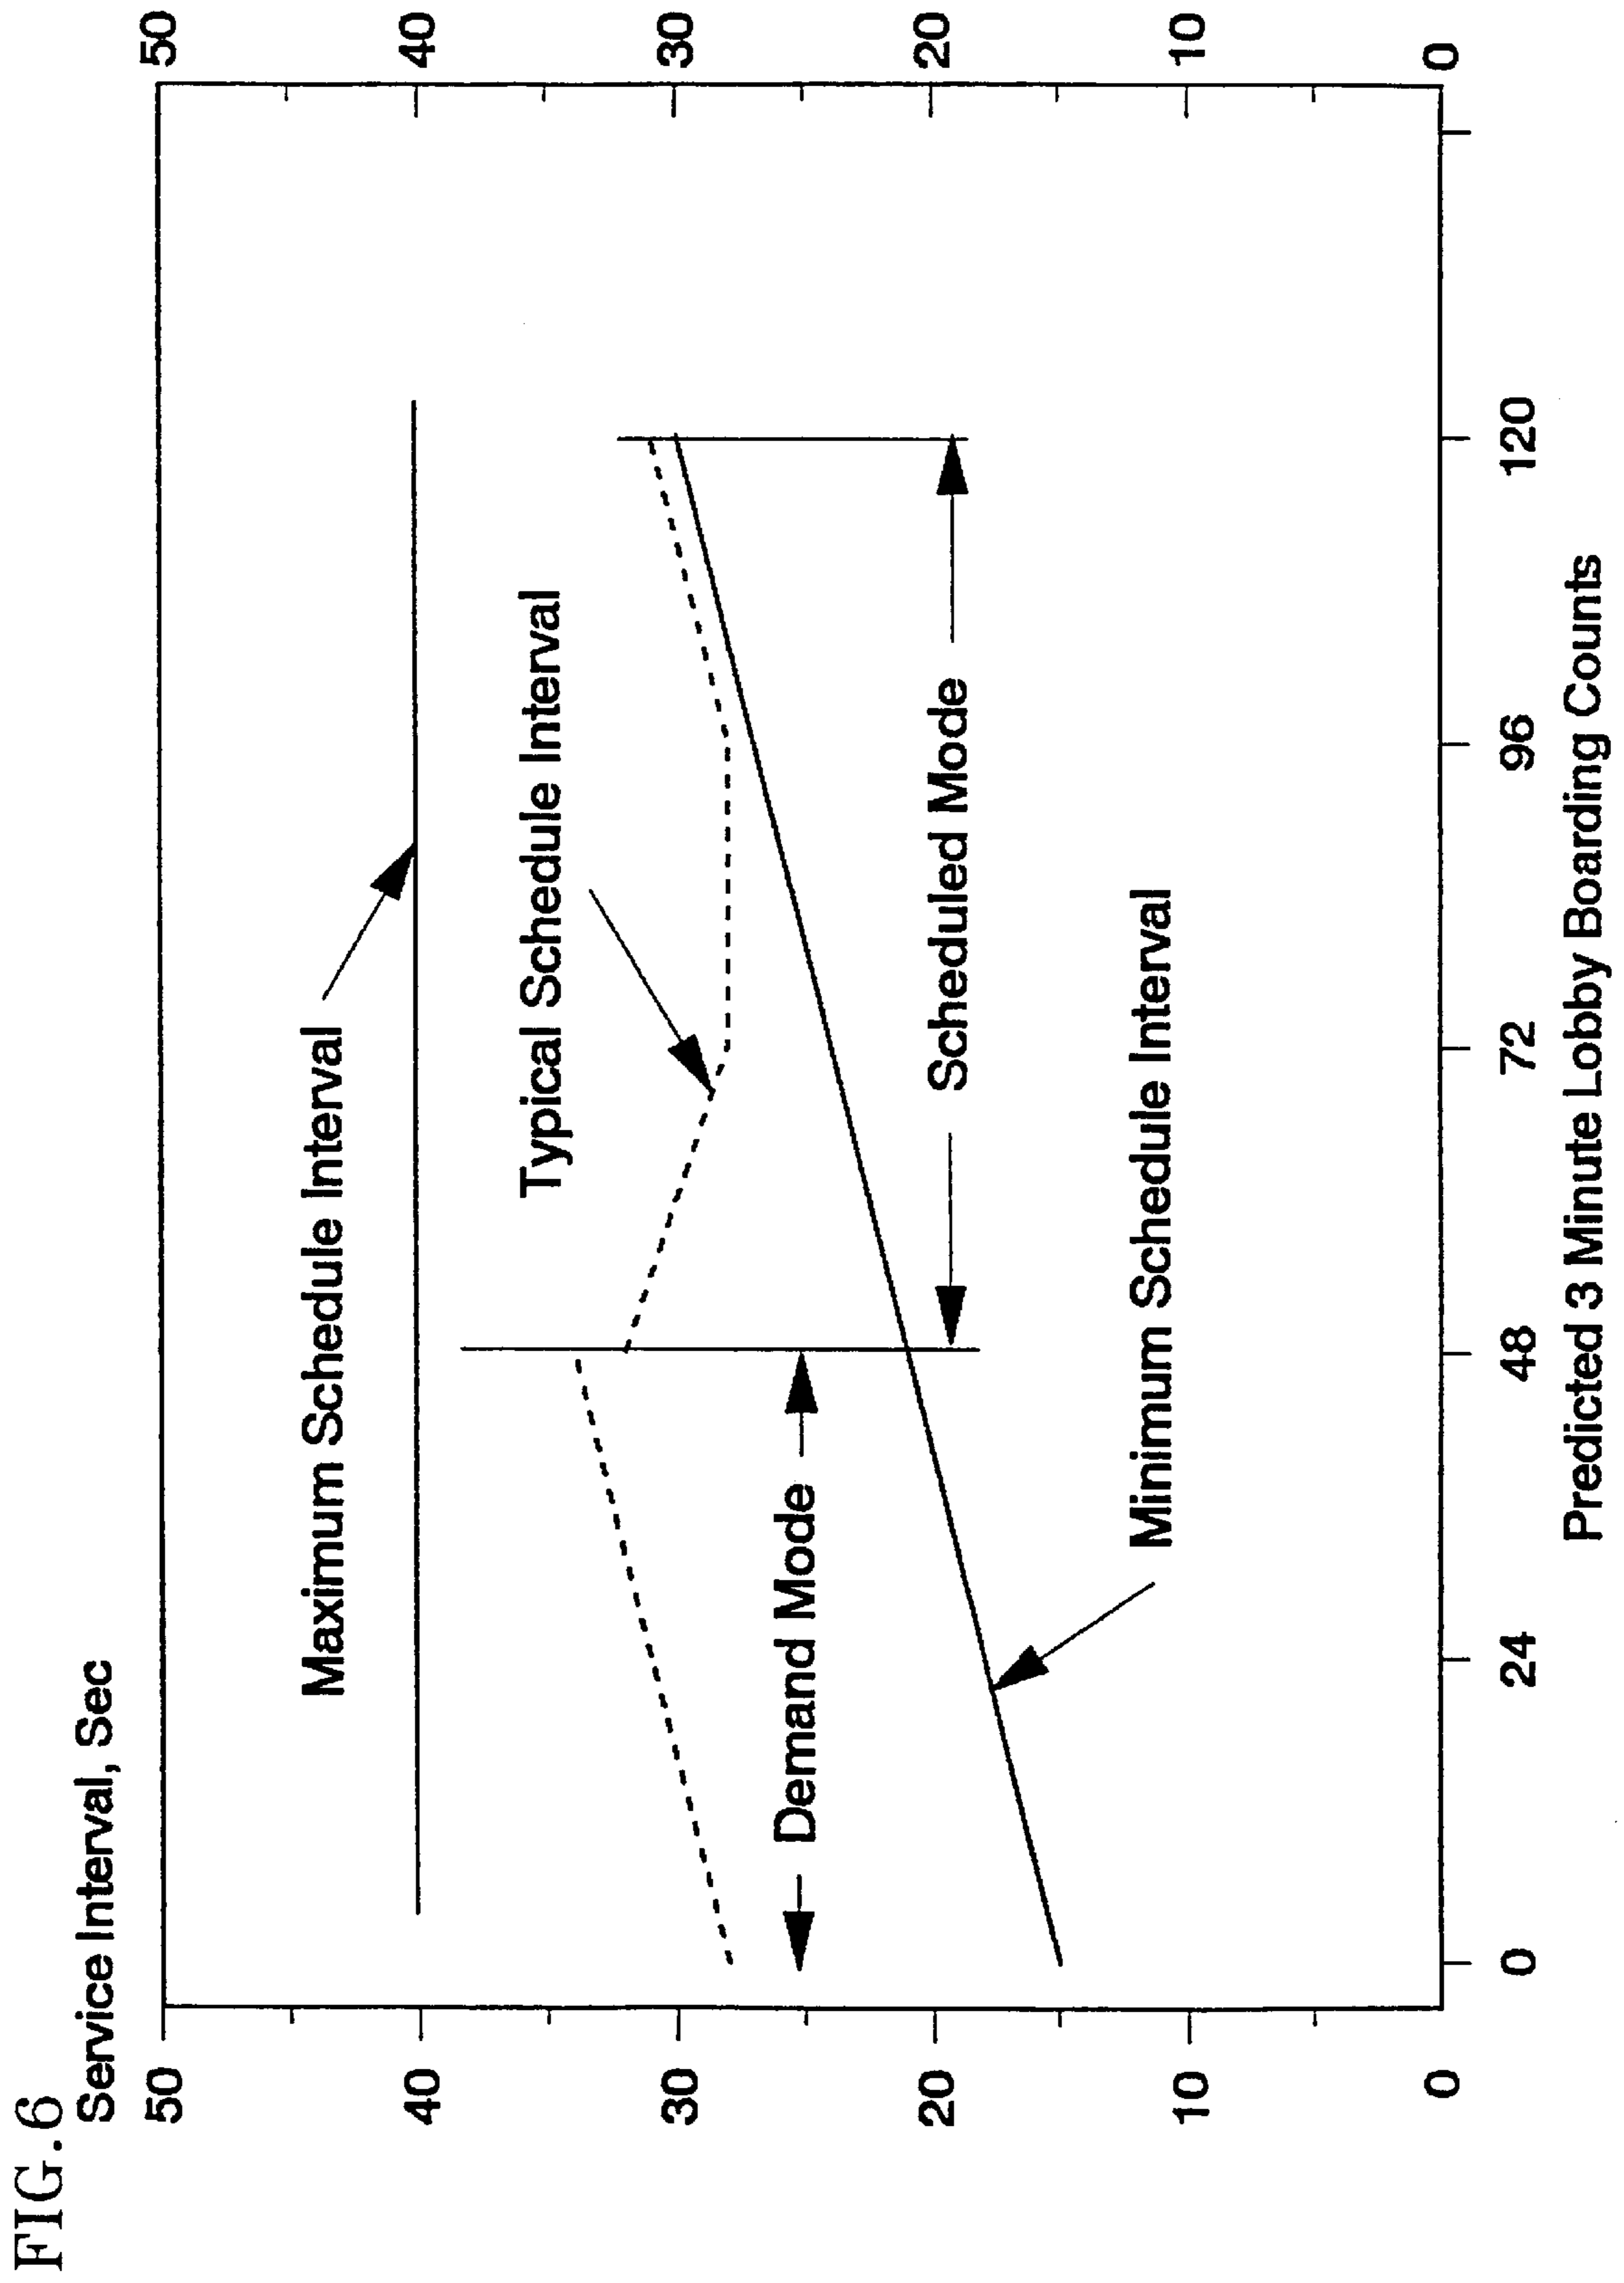 FIG.6
Service Interval, Sec
50
50
Maximum Schedule Interval
40
40
Typical Schedule Interval
30
30
Demand Mode
Scheduled Mode
20
20
Minimum Schedule Interval
10
10
0
0
0
24
48
72
96
120
Predicted 3 Minute Lobby Boarding Counts